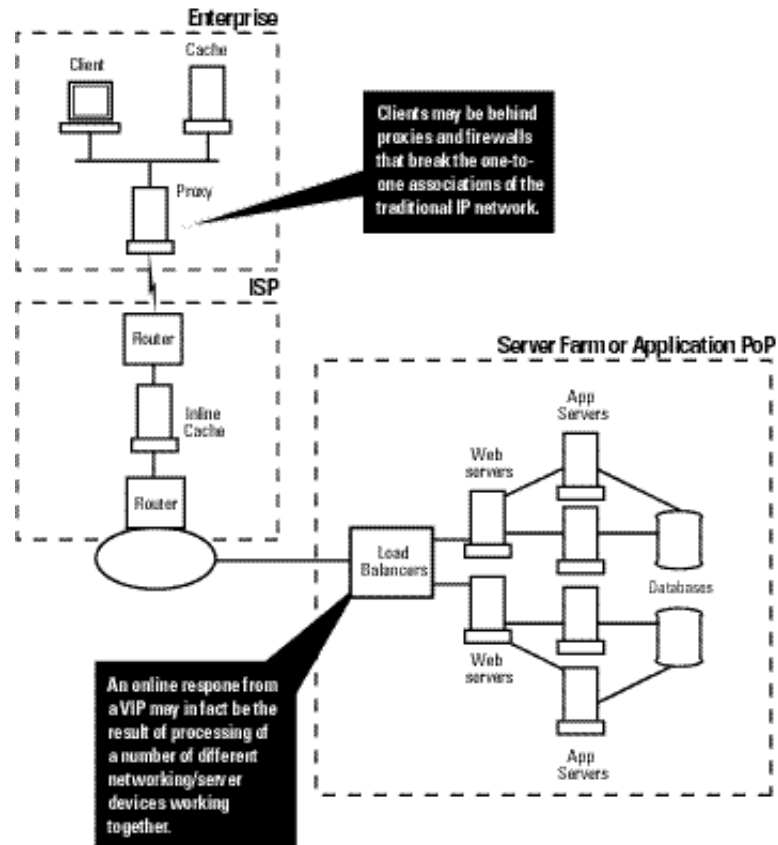 Enterprise
Cache
Client
Clients may be behind
proxies and firewalls
that break the one-to-
one associations of the
traditional IP network.
Proxy
ISP
Router
Inline
Cache
Router
Server Farm or Application PoP
App
Servers
Web
servers
Load
Balancers
Databases
Web
servers
App
Servers
An online respone from
a VIP may in fact be the
result of processing of
a number of different
networking/server
devices working
together.